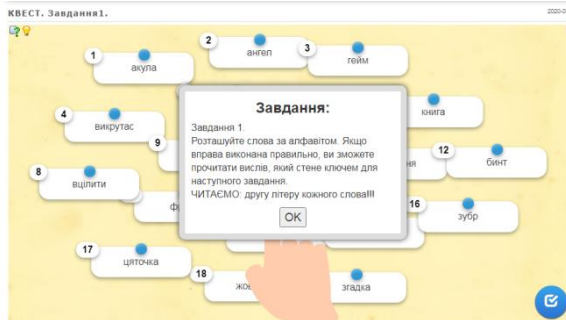 КВЕСТ. Завдання1.
1
акула
2
ангел
3
гейм
4
викрутас
книга
Завдання:
Завдання 1.
Розташуйте слова за алфавітом. Якщо
вправа виконана правильно, ви зможете
прочитати вислів, який стене ключем для
наступного завдання.
ЧИТАЄМО: другу літеру кожного слова!!!
OK
9
12
бинт
8
вцілити
16
зубр
17
цяточка
18
згадка